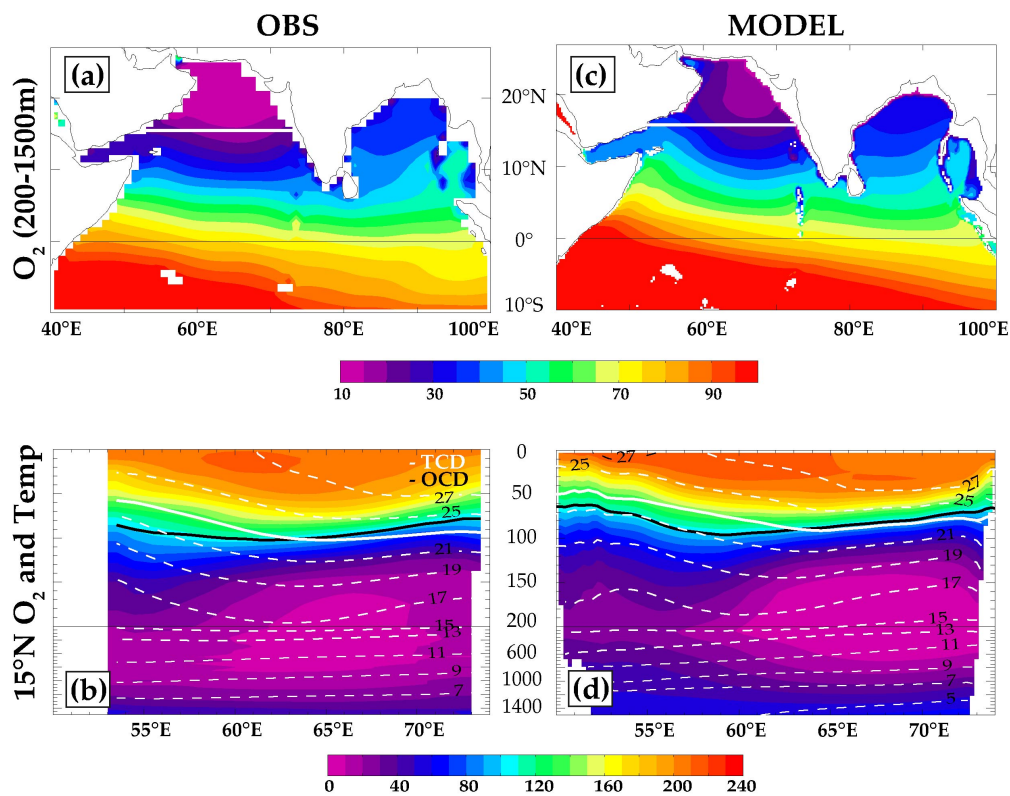 OBS MODEL
O2 (200-1500m)
(a) (c)
20°N
10°N
0°
10°S
40°E 60°E 80°E 100°E 40°E 60°E 80°E 100°E
10 30 50 70 90
15°N O2 and Temp
- TCD
- OCD
27
25
21
19
17
15
13
11
9
7
(b)
55°E 60°E 65°E 70°E
0
50
100
150
200
600
1000
1400
25 27
27
25
21
19
17
15
13
11
9
7
5
(d)
55°E 60°E 65°E 70°E
0 40 80 120 160 200 240